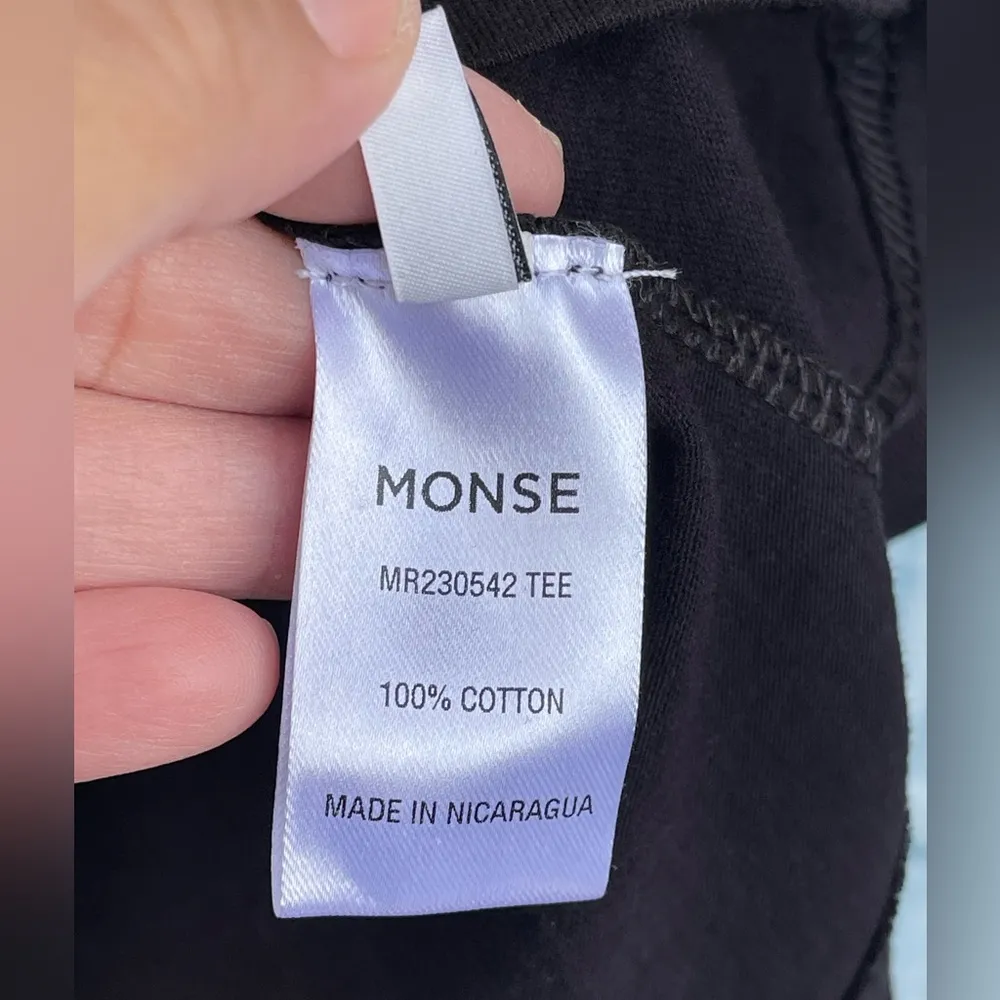 MONSE
MR230542 TEE
100% COTTON
MADE IN NICARAGUA